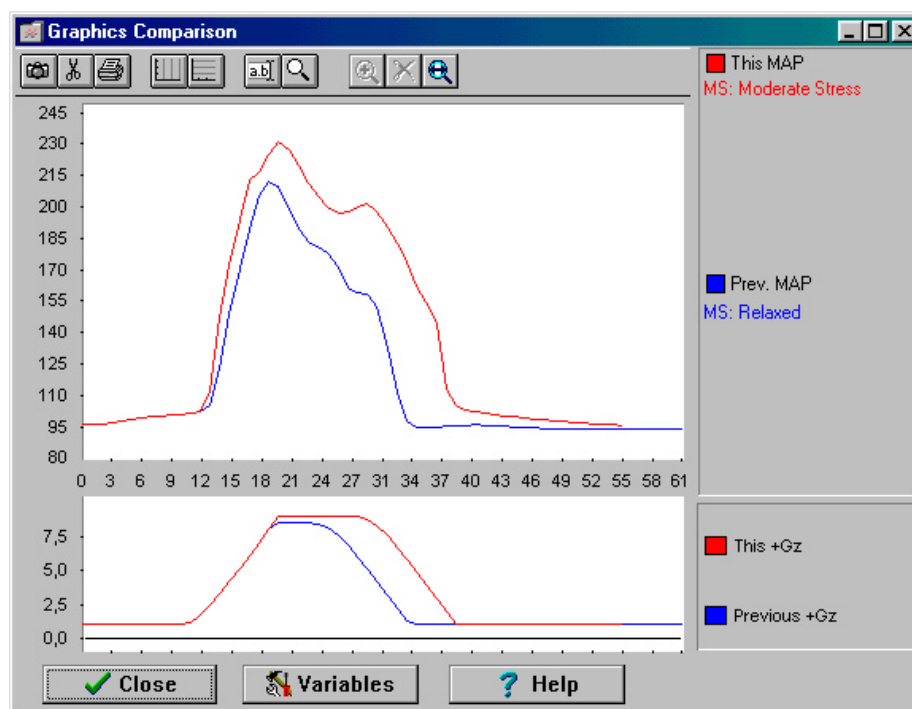 Graphics Comparison
a.b
This MAP
MS: Moderate Stress
Prev. MAP
MS: Relaxed
245
230
215
200
185
170
155
140
125
110
95
80
0 3 6 9 12 15 18 21 24 27 31 34 37 40 43 46 49 52 55 58 61
7,5
5,0
2,5
0,0
This +Gz
Previous +Gz
Close
Variables
? Help